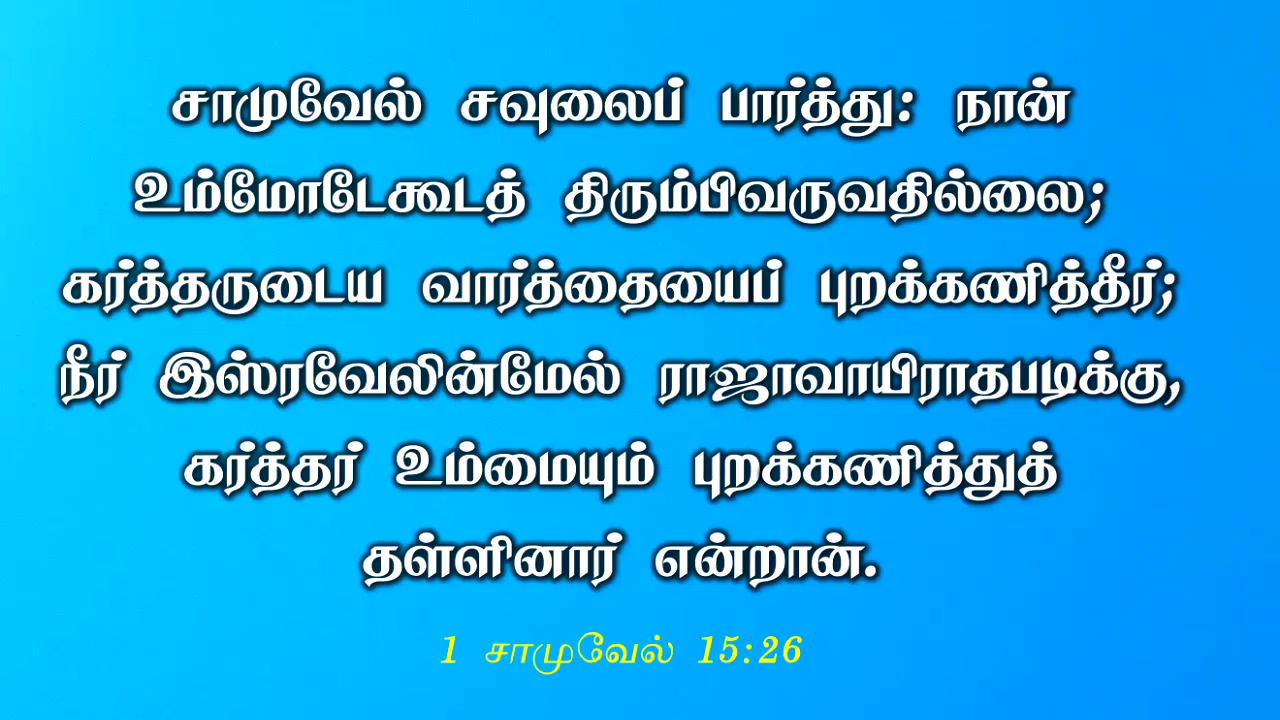 சாமுவேல் சவுலைப் பார்த்து: நான்
உம்மோடேகூடத் திரும்பிவருவதில்லை;
கர்த்தருடைய வார்த்தையைப் புறக்கணித்தீர்;
நீர் இஸ்ரவேலின்மேல் ராஜாவாயிராதபடிக்கு,
கர்த்தர் உம்மையும் புறக்கணித்துத்
தள்ளினார் என்றான்.
1 சாமுவேல் 15:26